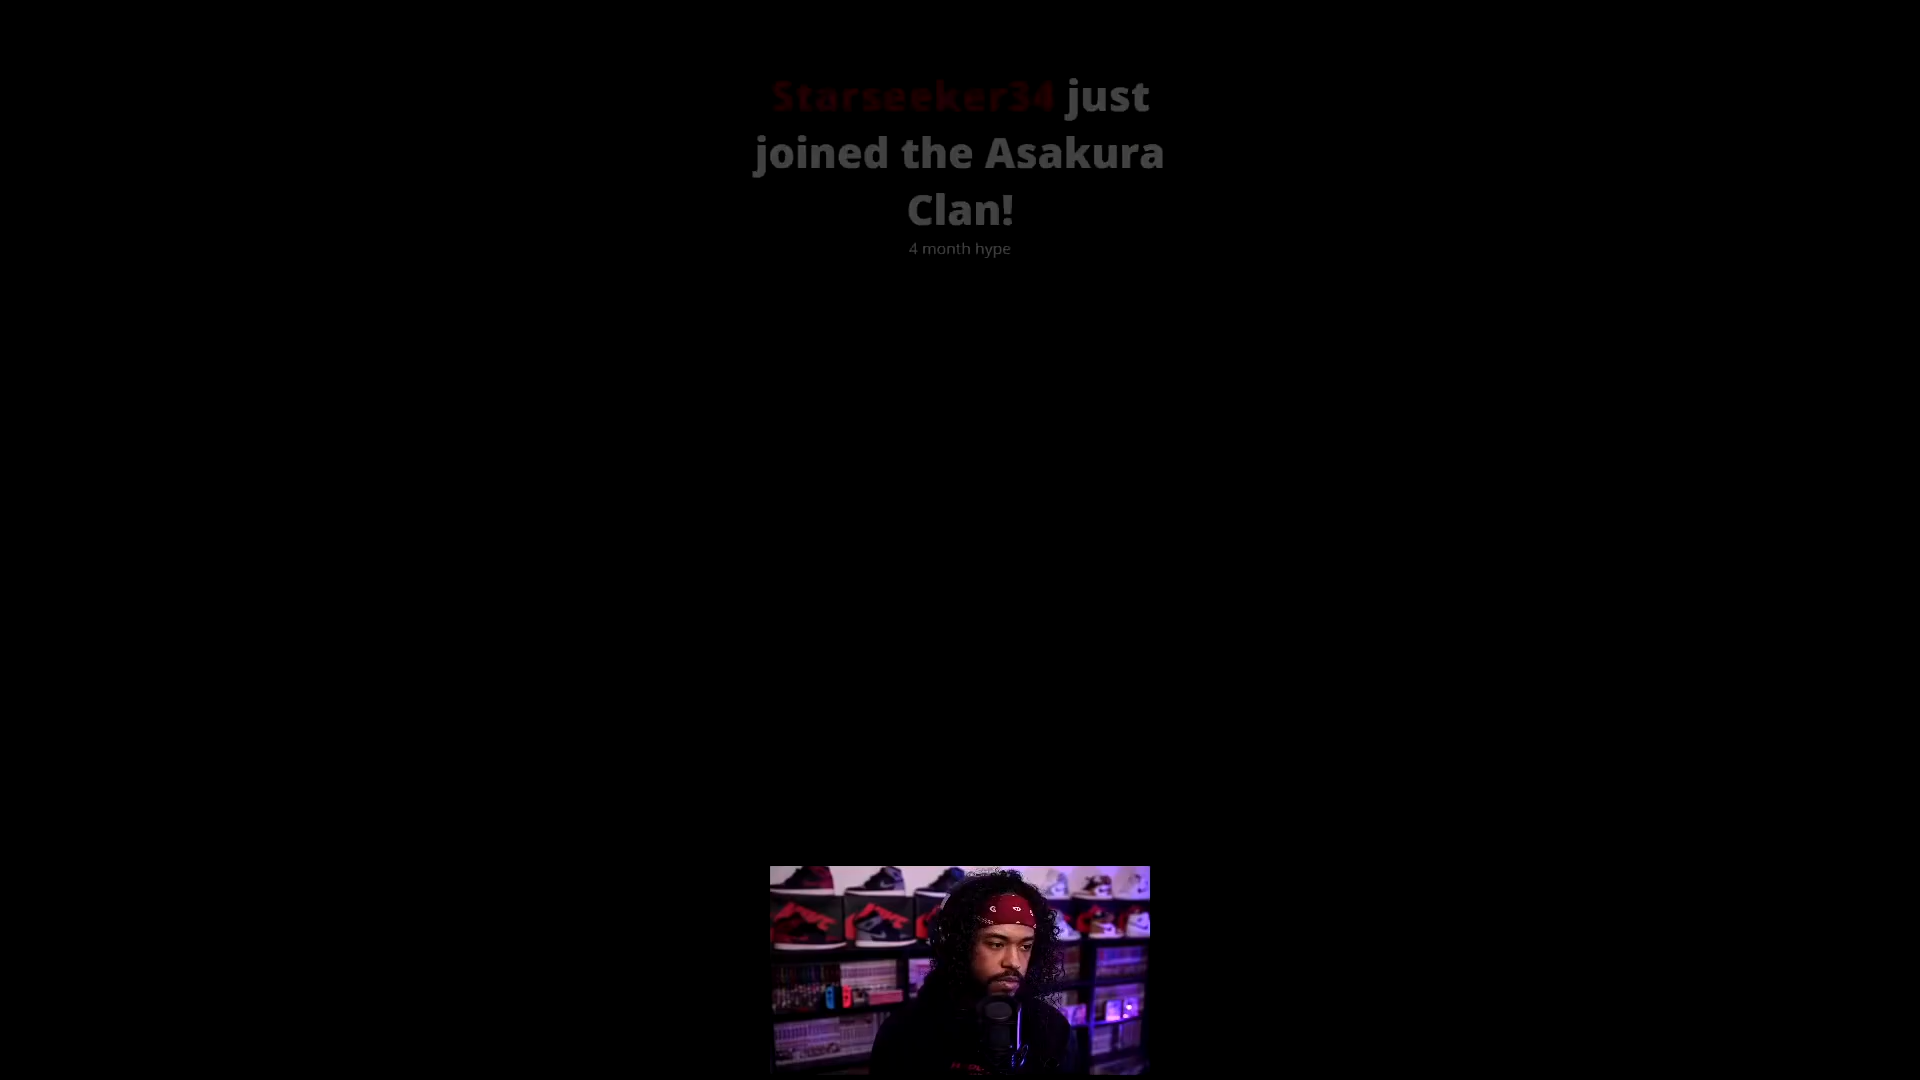 Starseeker34 just
joined the Asakura
Clan!
4 month hype